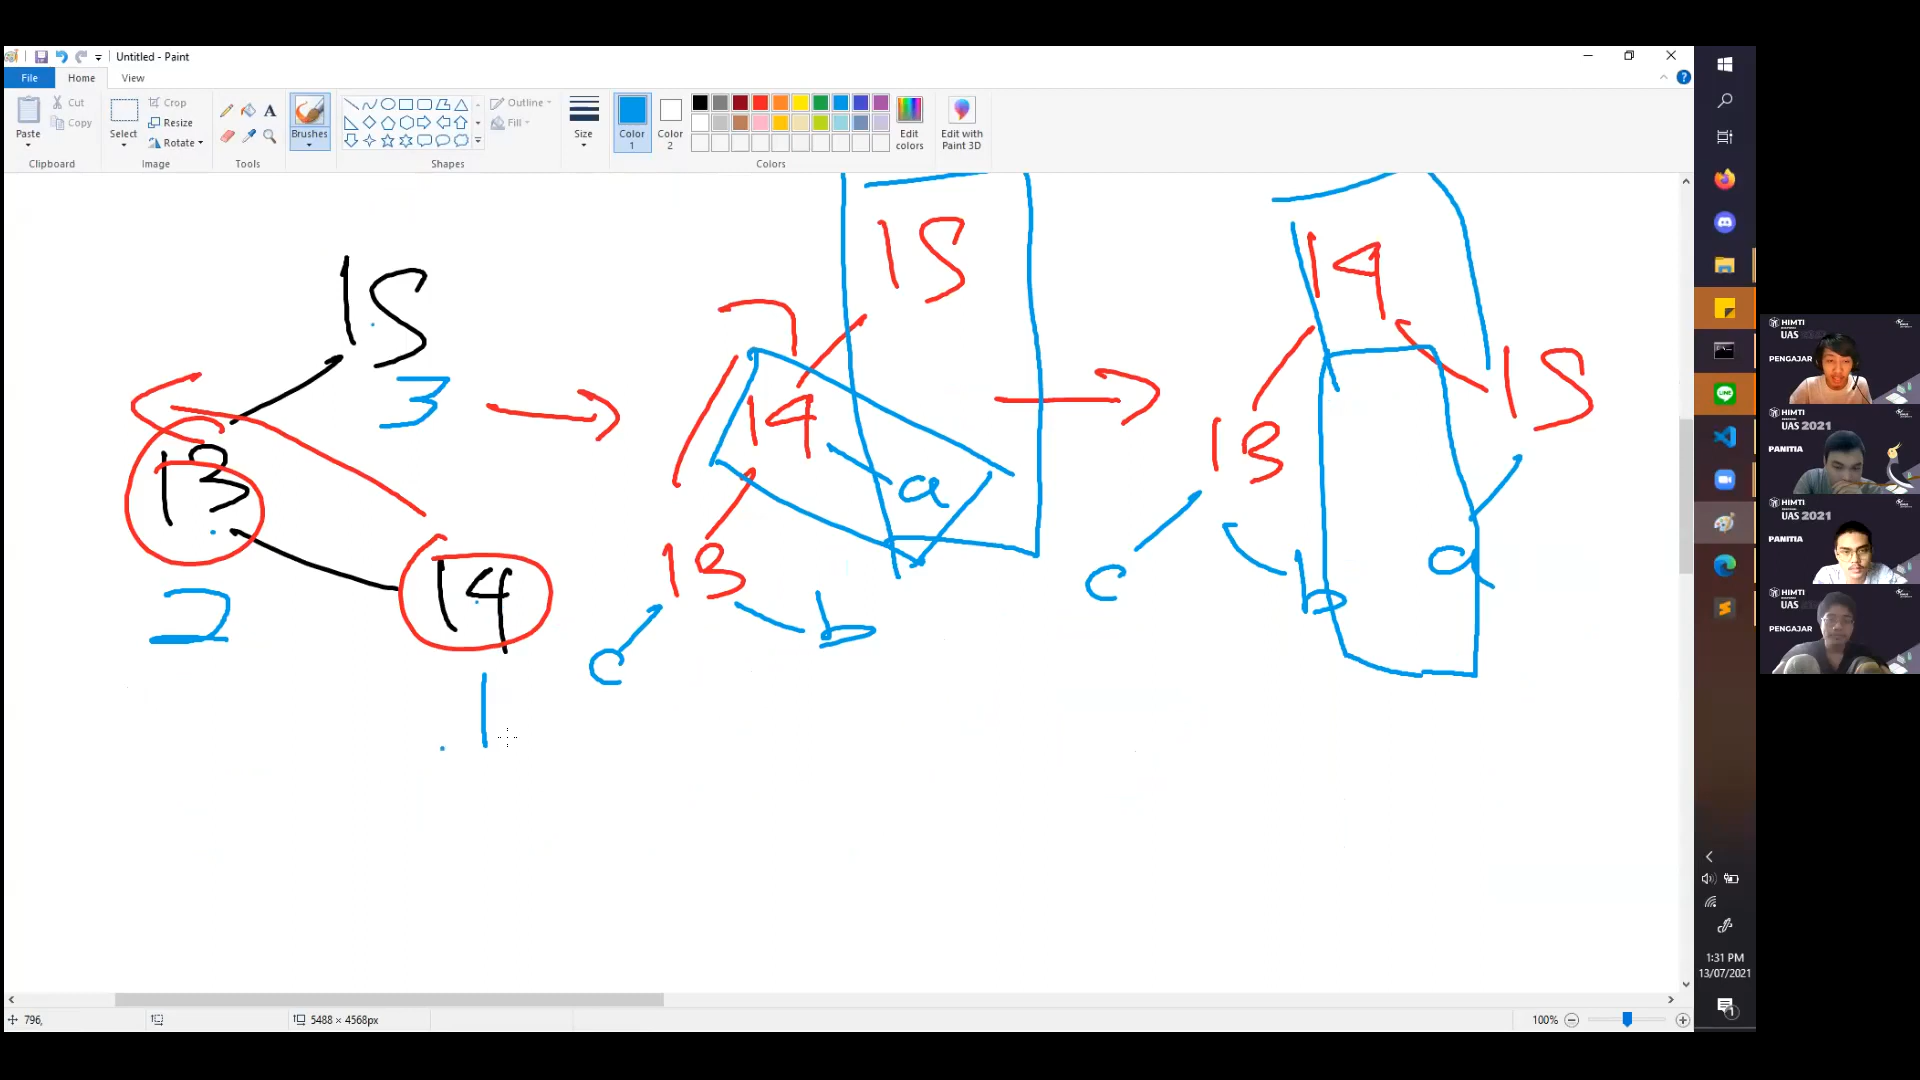 Untitled - Paint
File Home View
Paste
Cut
Copy
Clipboard
Select
Crop
Resize
Rotate
Image
Tools
Brushes
Shapes
Outline
Fill
Size
Color 1
Color 2
Colors
Edit colors
Edit with Paint 3D
15
3
13
2
14
1
15
14
a
13
c
b
14
13
15
c
b
a
796,
5488 × 4568px
100%
1:31 PM
13/07/2021
1
HIMTI
UAS
PENGAJAR
HIMTI
UAS 2021
PANITIA
HIMTI
UAS 2021
PANITIA
HIMTI
UAS
PENGAJAR